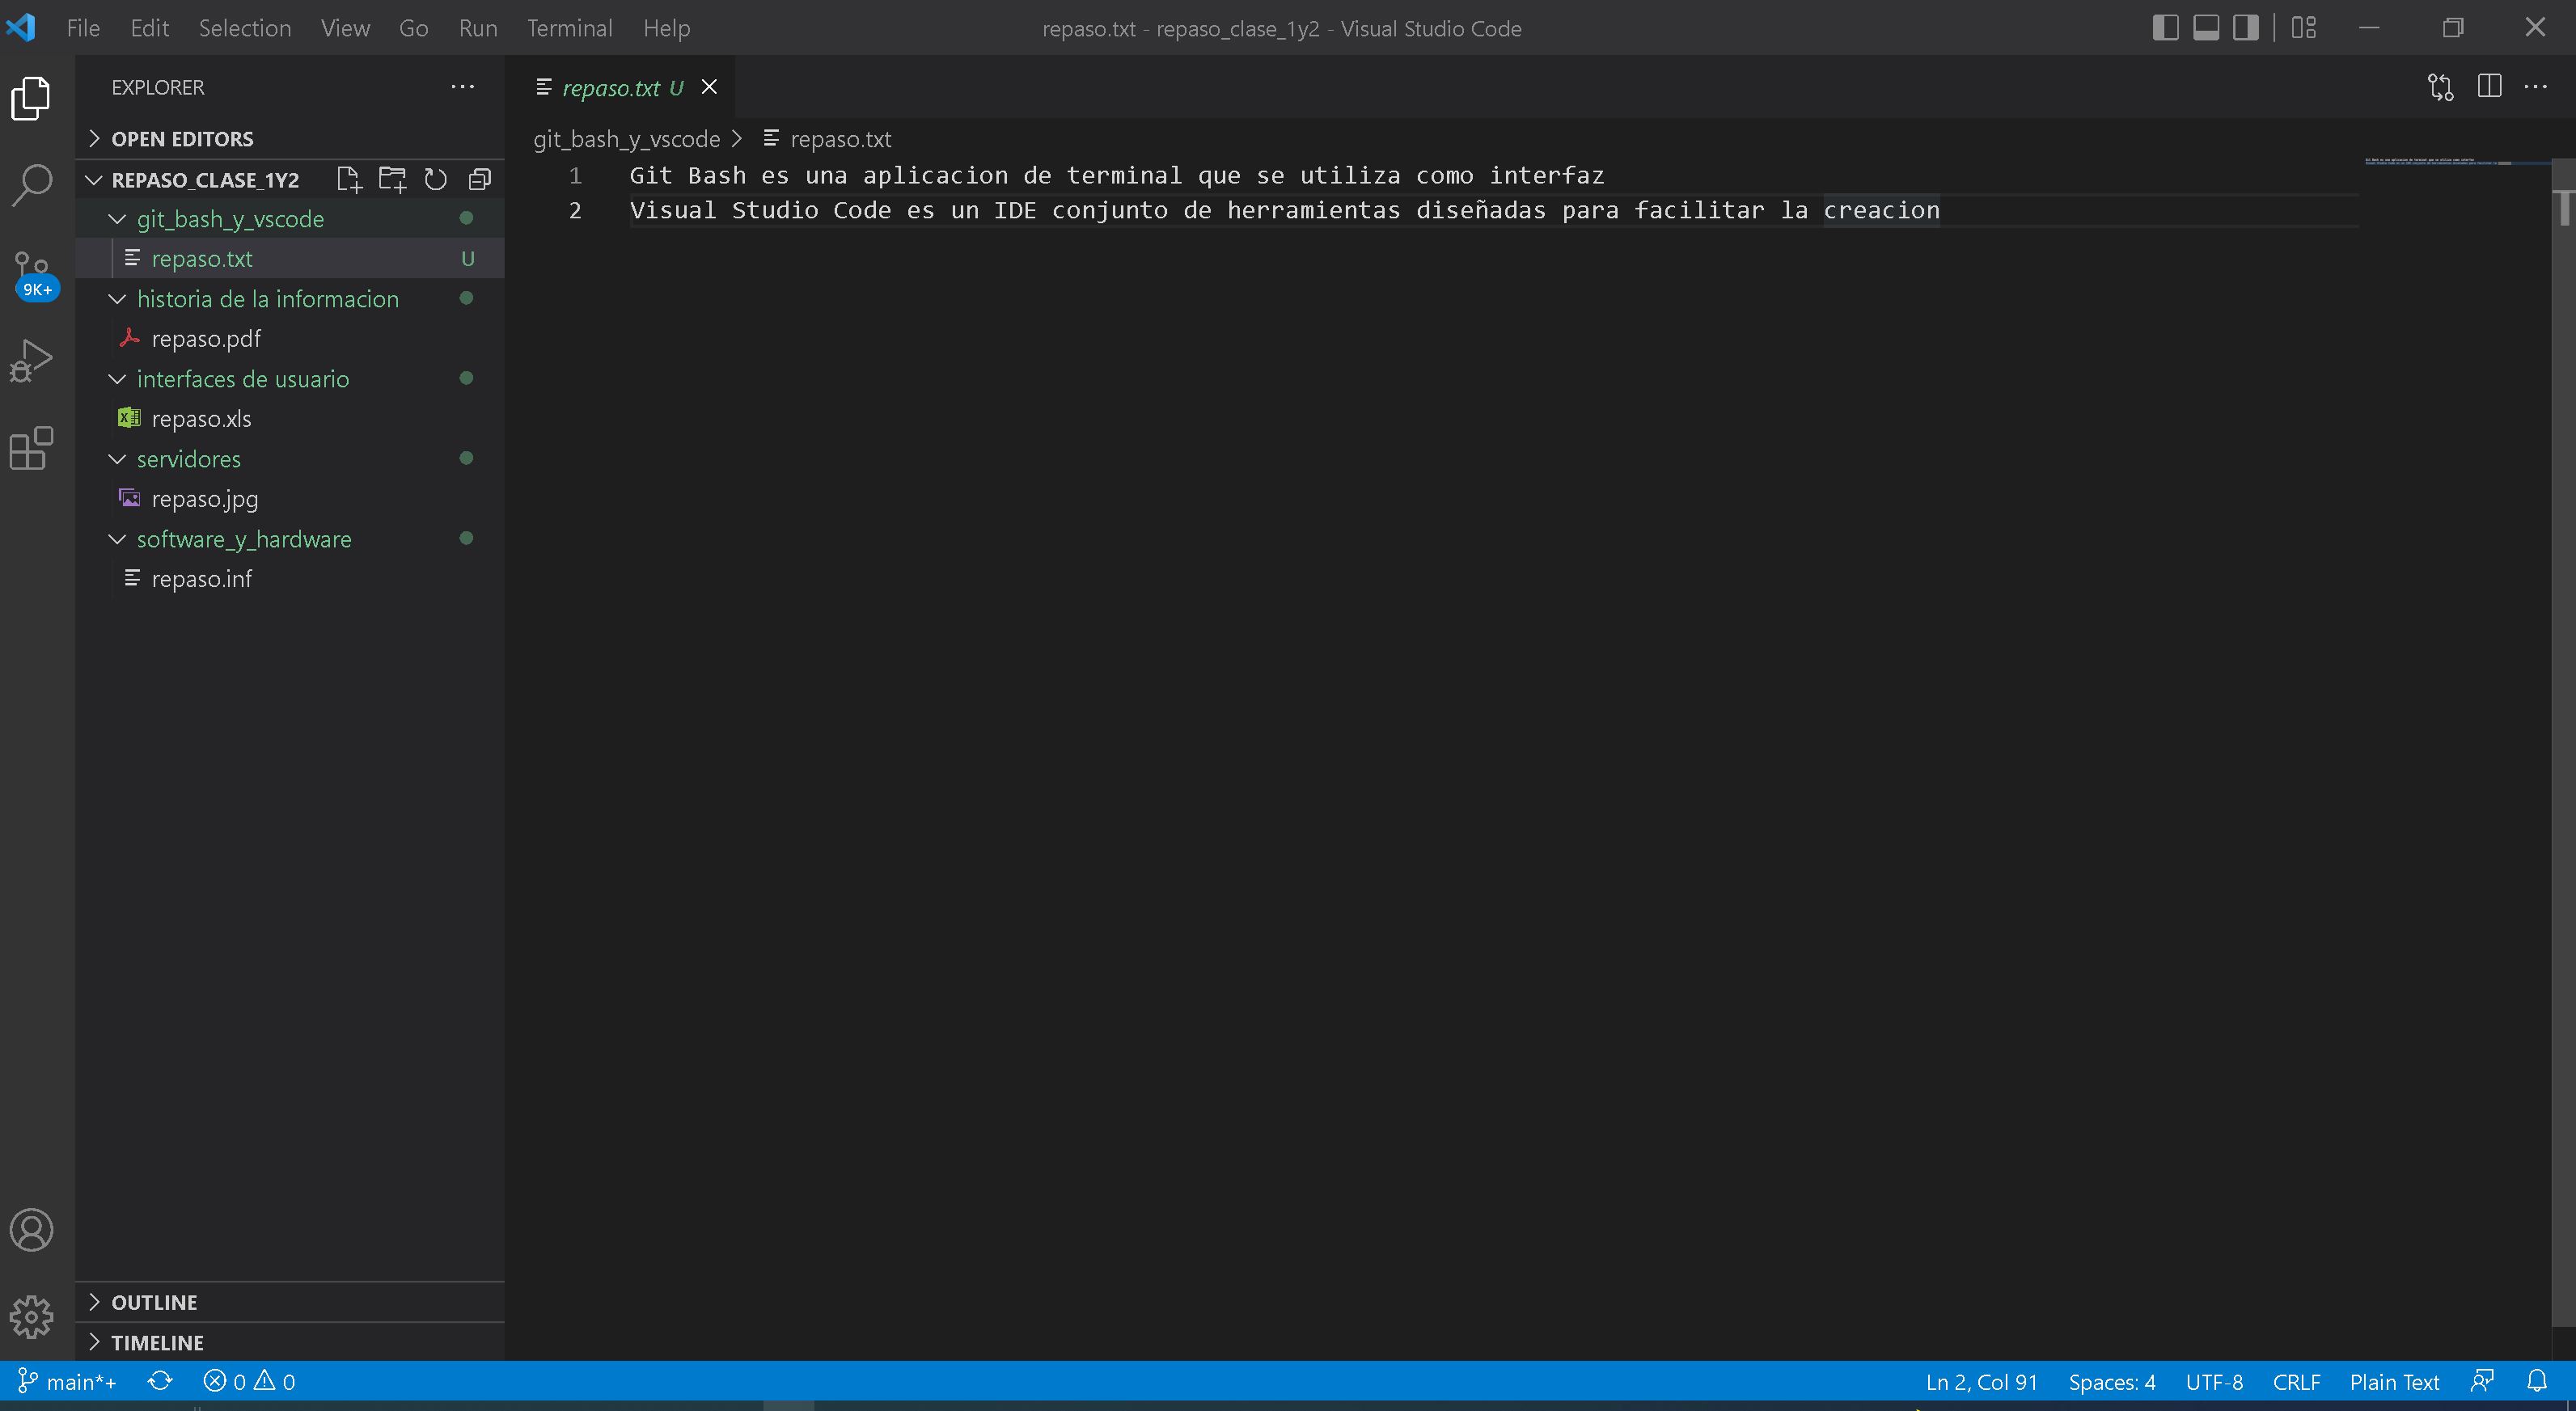 File Edit Selection View Go Run Terminal Help
repaso.txt - repaso_clase_1y2 - Visual Studio Code
EXPLORER
OPEN EDITORS
REPASO_CLASE_1Y2
git_bash_y_vscode
repaso.txt U
historia de la informacion
repaso.pdf
interfaces de usuario
repaso.xls
servidores
repaso.jpg
software_y_hardware
repaso.inf
OUTLINE
TIMELINE
9K+
repaso.txt U
git_bash_y_vscode > repaso.txt
1 Git Bash es una aplicacion de terminal que se utiliza como interfaz
2 Visual Studio Code es un IDE conjunto de herramientas diseñadas para facilitar la creacion
main*+ 0 0
Ln 2, Col 91 Spaces: 4 UTF-8 CRLF Plain Text